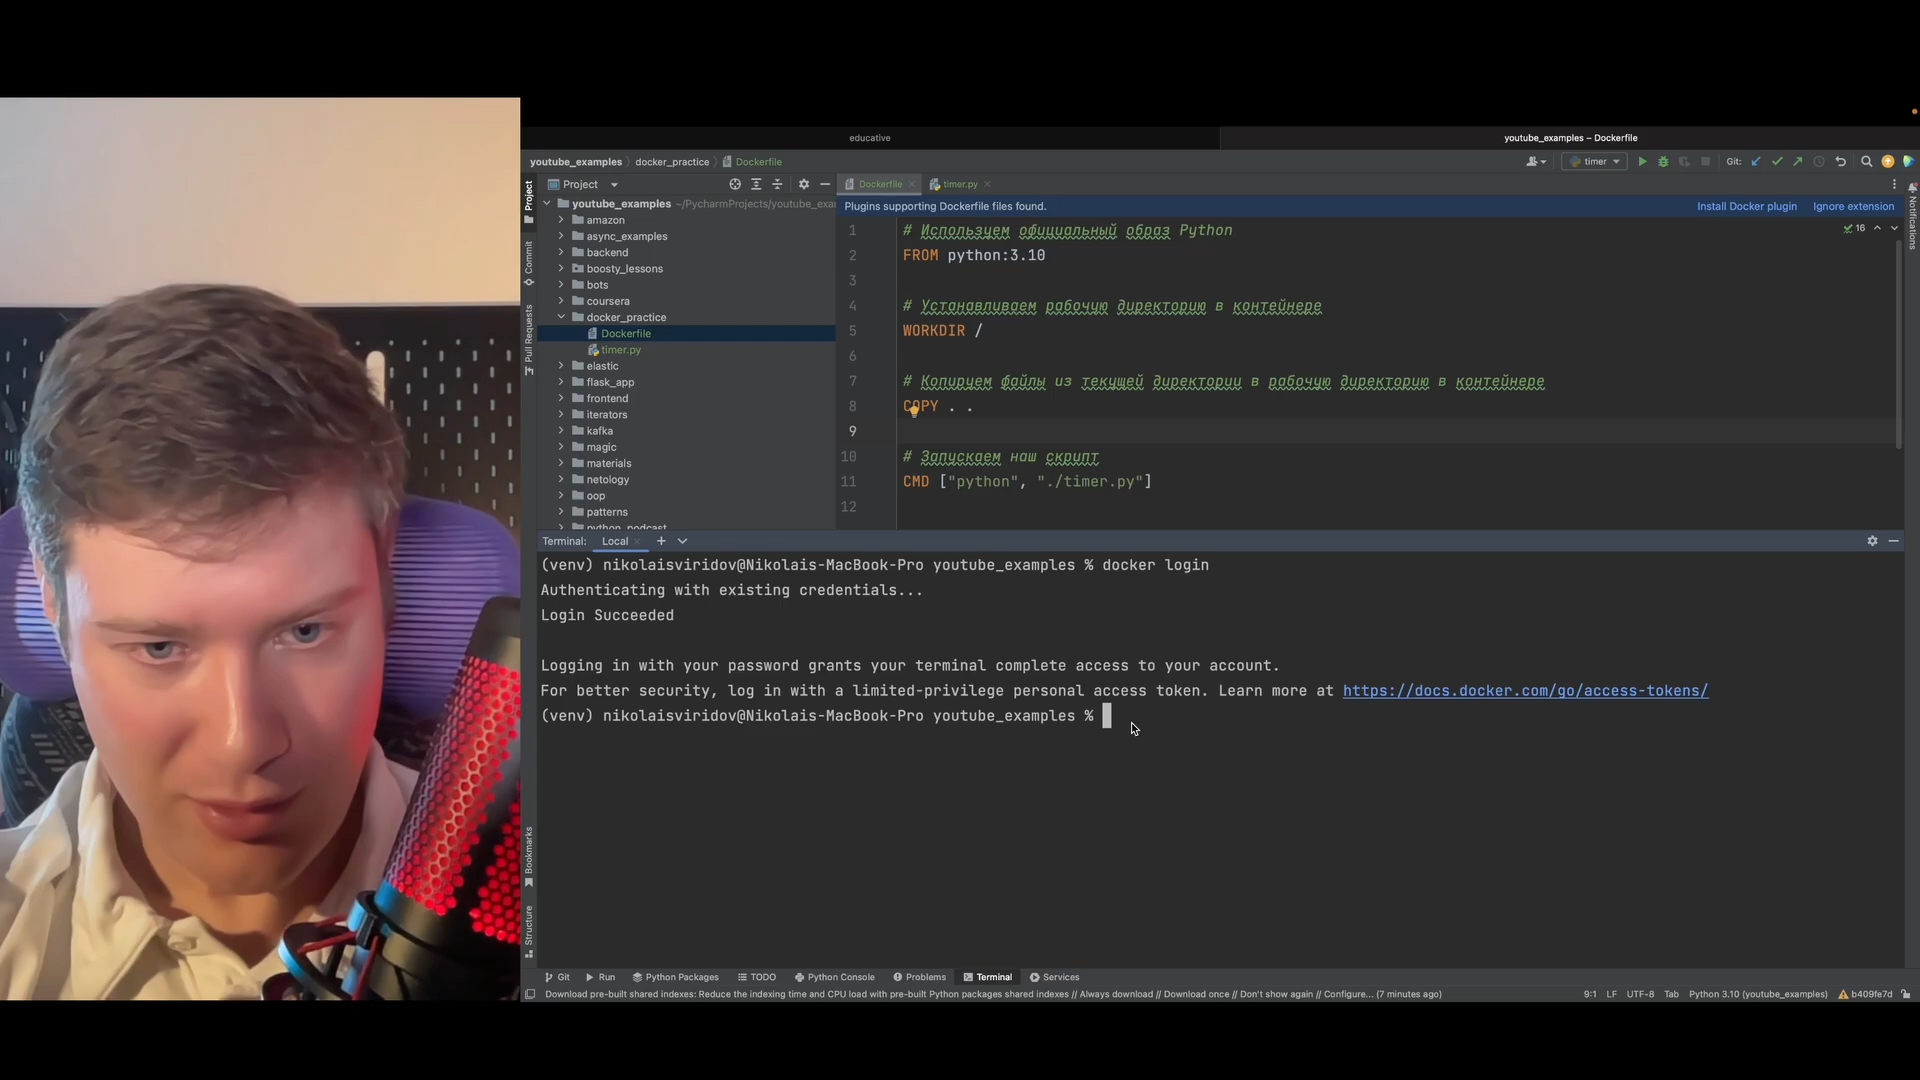 educative
youtube_examples – Dockerfile
youtube_examples docker_practice Dockerfile
timer
Git:
Project
Dockerfile
timer.py
youtube_examples ~/PycharmProjects/youtube_exa
Plugins supporting Dockerfile files found.
Install Docker plugin
Ignore extension
amazon
async_examples
backend
boosty_lessons
bots
coursera
docker_practice
Dockerfile
timer.py
elastic
flask_app
frontend
iterators
kafka
magic
materials
netology
oop
patterns
python_podcast
Project
Commit
Pull Requests
Bookmarks
Structure
Notifications
16
1 # Используем официальный образ Python
2 FROM python:3.10
3
4 # Устанавливаем рабочую директорию в контейнере
5 WORKDIR /
6
7 # Копируем файлы из текущей директории в рабочую директорию в контейнере
8 COPY . .
9
10 # Запускаем наш скрипт
11 CMD ["python", "./timer.py"]
12
Terminal: Local
(venv) nikolaisviridov@Nikolais-MacBook-Pro youtube_examples % docker login
Authenticating with existing credentials...
Login Succeeded
Logging in with your password grants your terminal complete access to your account.
For better security, log in with a limited-privilege personal access token. Learn more at https://docs.docker.com/go/access-tokens/
(venv) nikolaisviridov@Nikolais-MacBook-Pro youtube_examples %
Git Run Python Packages TODO Python Console Problems Terminal Services
Download pre-built shared indexes: Reduce the indexing time and CPU load with pre-built Python packages shared indexes // Always download // Download once // Don't show again // Configure... (7 minutes ago)
9:1 LF UTF-8 Tab Python 3.10 (youtube_examples) b409fe7d